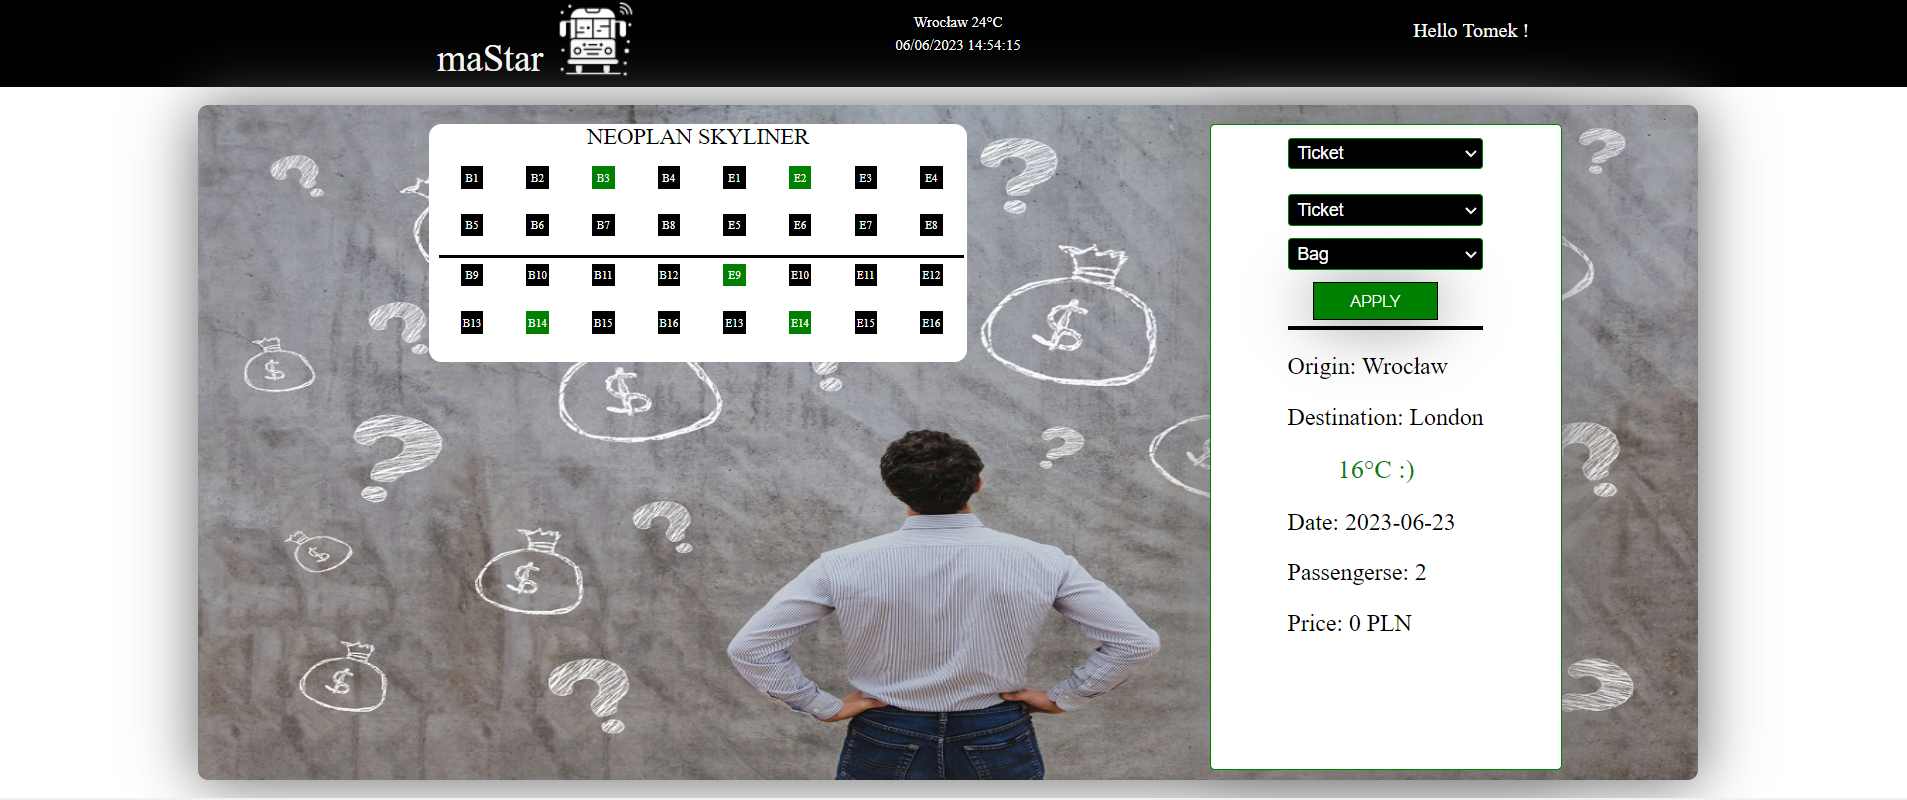 maStar
Wrocław 24°C
06/06/2023 14:54:15
Hello Tomek !
NEOPLAN SKYLINER
B1 B2 B3 B4 E1 E2 E3 E4
B5 B6 B7 B8 E5 E6 E7 E8
B9 B10 B11 B12 E9 E10 E11 E12
B13 B14 B15 B16 E13 E14 E15 E16
Ticket
Ticket
Bag
APPLY
Origin: Wrocław
Destination: London
16°C :)
Date: 2023-06-23
Passengerse: 2
Price: 0 PLN